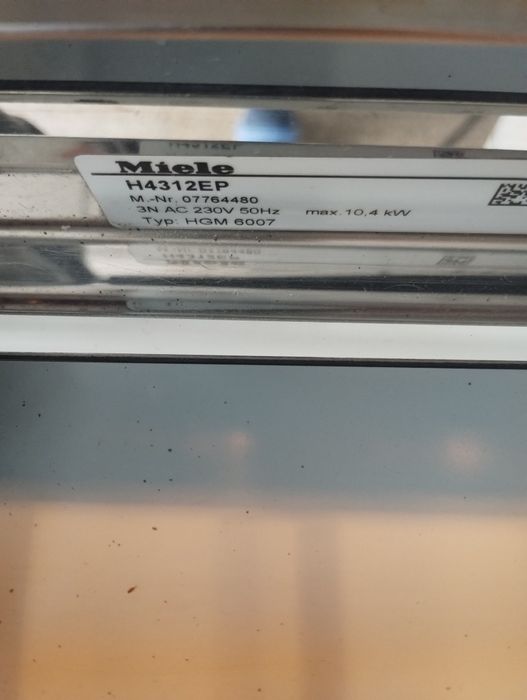 Miele
H4312EP
M.-Nr. 07764480
3N AC 230V 50Hz max.10,4 kW
Typ: HGM 6007